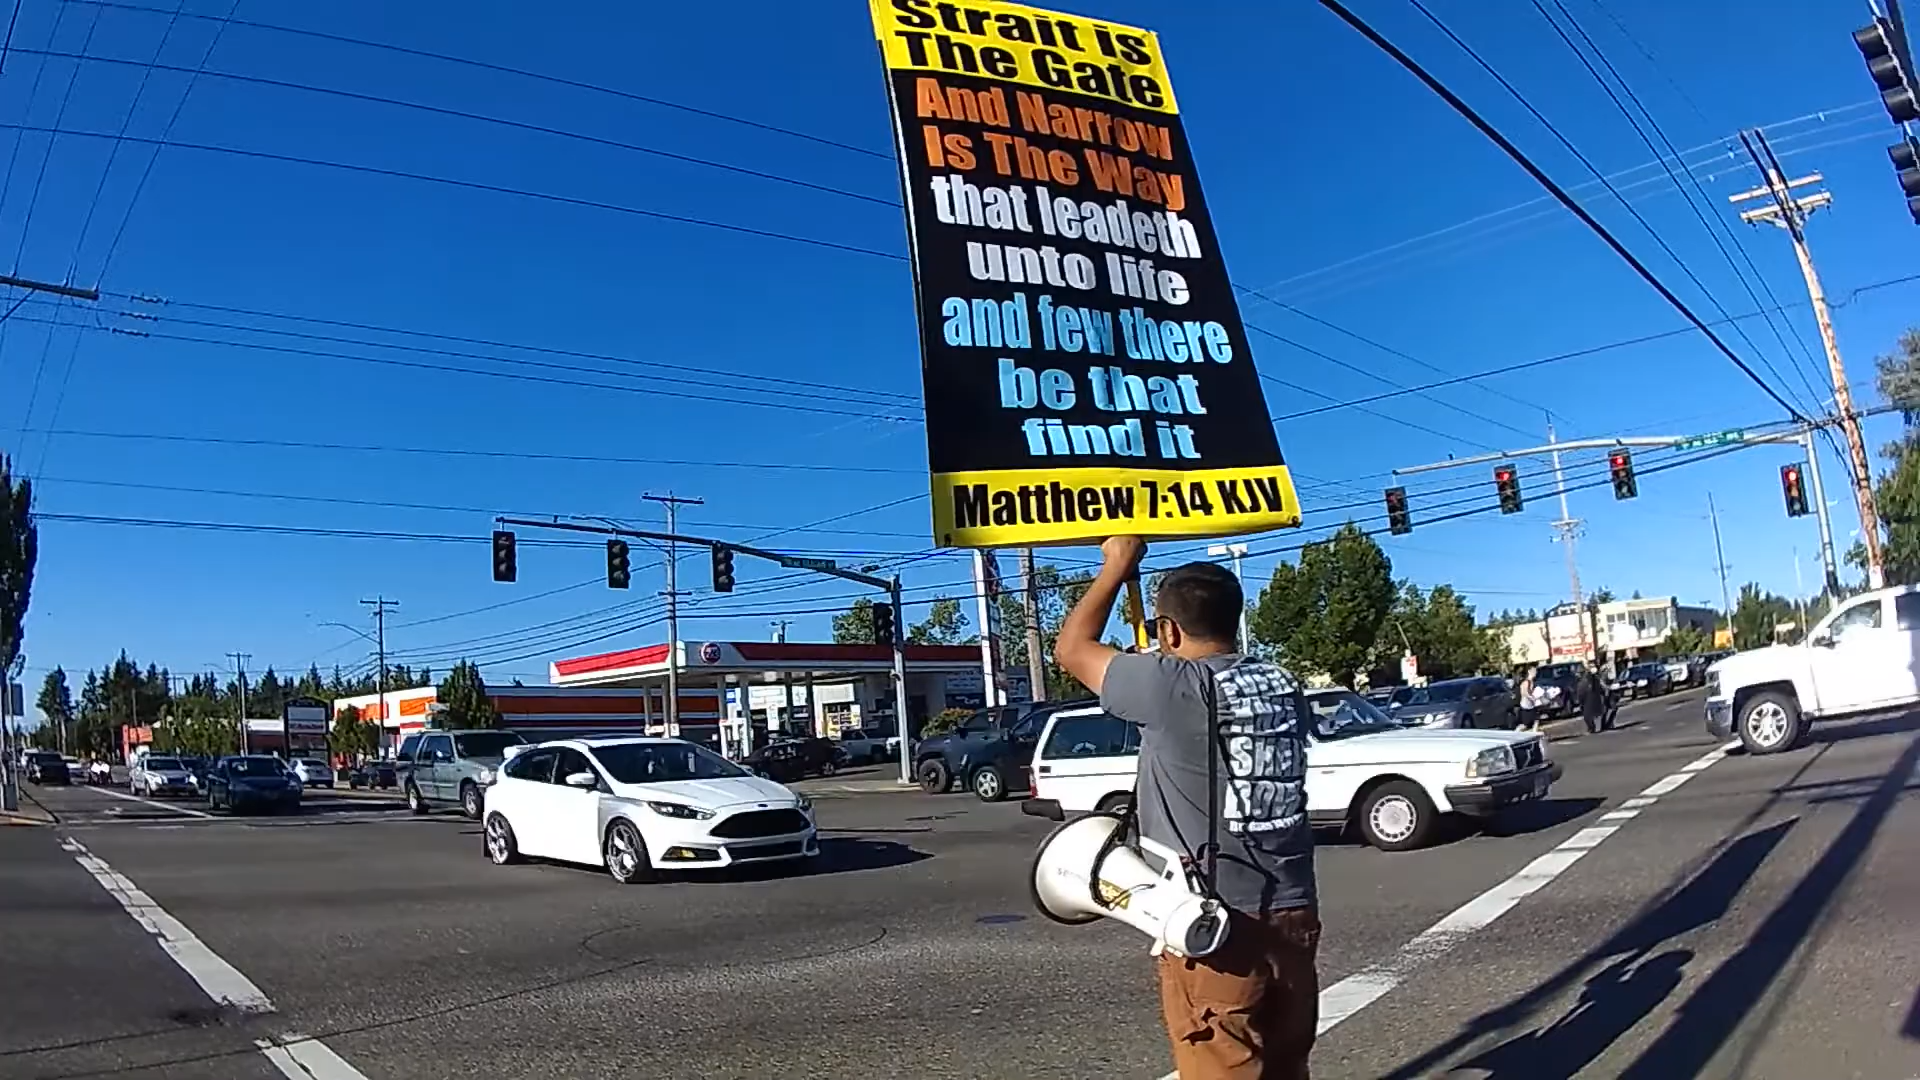 Strait is
The Gate
And Narrow
Is The Way
that leadeth
unto life
and few there
be that
find it
Matthew 7:14 KJV